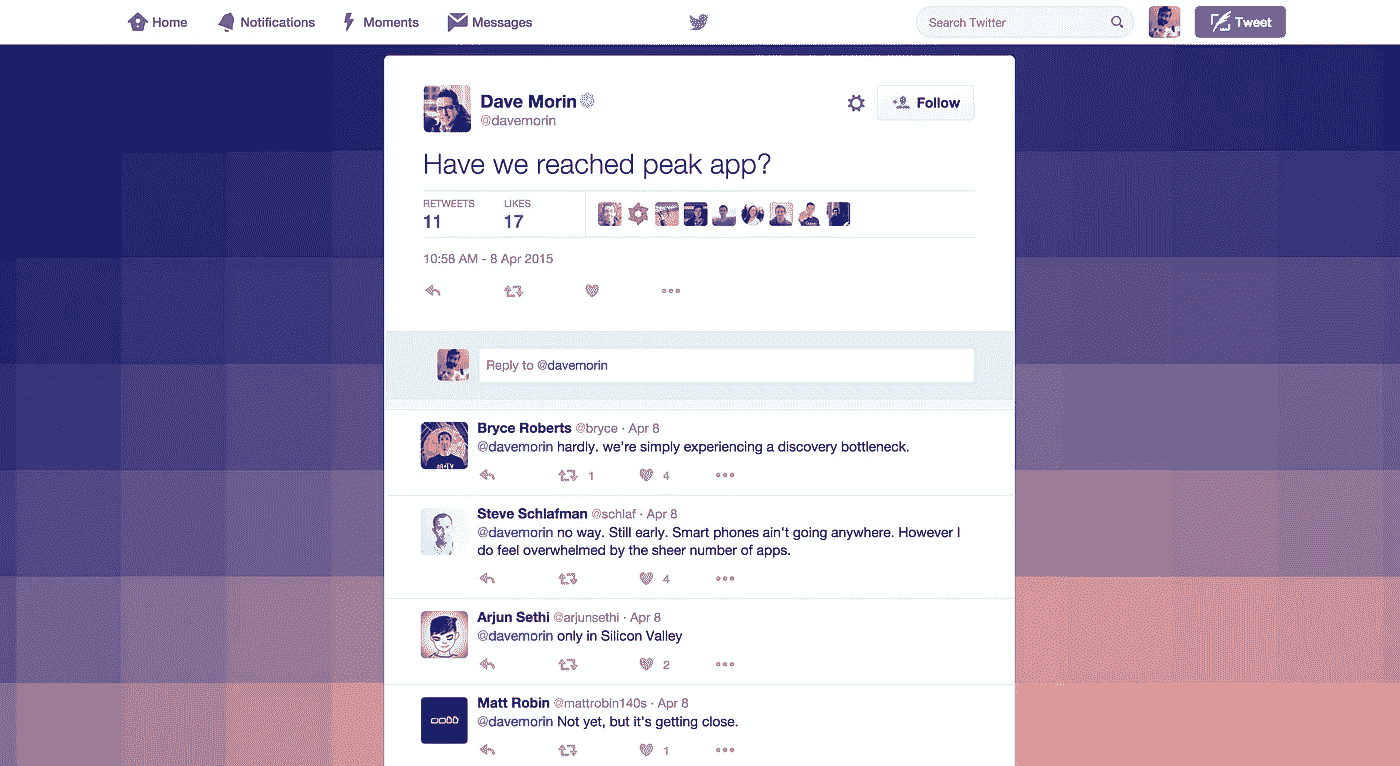 Home Notifications Moments Messages Search Twitter Tweet
Dave Morin
@davemorin
Follow
Have we reached peak app?
RETWEETS LIKES
11 17
10:58 AM - 8 Apr 2015
Reply to @davemorin
Bryce Roberts @bryce · Apr 8
@davemorin hardly. we're simply experiencing a discovery bottleneck.
1 4
Steve Schlafman @schlaf · Apr 8
@davemorin no way. Still early. Smart phones ain't going anywhere. However I
do feel overwhelmed by the sheer number of apps.
4
Arjun Sethi @arjunsethi · Apr 8
@davemorin only in Silicon Valley
2
Matt Robin @mattrobin140s · Apr 8
@davemorin Not yet, but it's getting close.
1